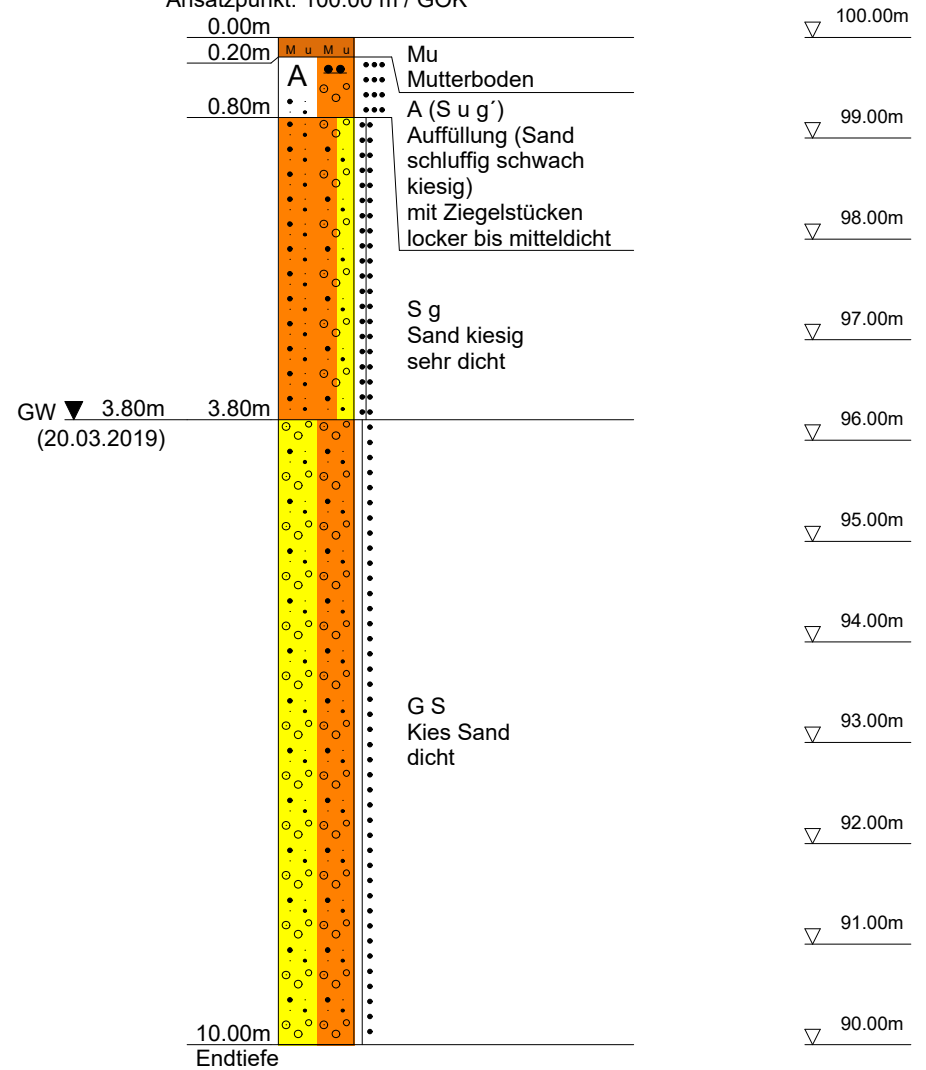 Ansatzpunkt: 100.00 m / GOK
0.00m
0.20m
0.80m
GW 3.80m
(20.03.2019)
3.80m
10.00m
Endtiefe
M u M u
A
Mu
Mutterboden
A (S u g´)
Auffüllung (Sand
schluffig schwach
kiesig)
mit Ziegelstücken
locker bis mitteldicht
S g
Sand kiesig
sehr dicht
G S
Kies Sand
dicht
100.00m
99.00m
98.00m
97.00m
96.00m
95.00m
94.00m
93.00m
92.00m
91.00m
90.00m